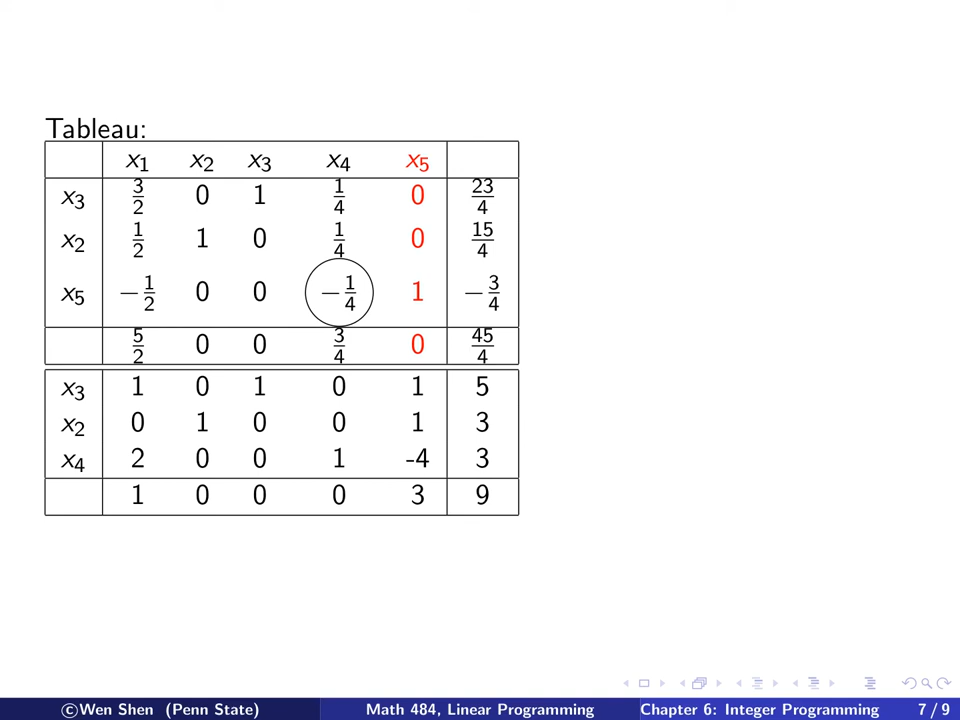 Tableau:
x₁ x₂ x₃ x₄ x₅
x₃ 3/2 0 1 1/4 0 23/4
x₂ 1/2 1 0 1/4 0 15/4
x₅ −1/2 0 0 −1/4 1 −3/4
5/2 0 0 3/4 0 45/4
x₃ 1 0 1 0 1 5
x₂ 0 1 0 0 1 3
x₄ 2 0 0 1 -4 3
1 0 0 0 3 9
©Wen Shen (Penn State) Math 484, Linear Programming Chapter 6: Integer Programming 7 / 9